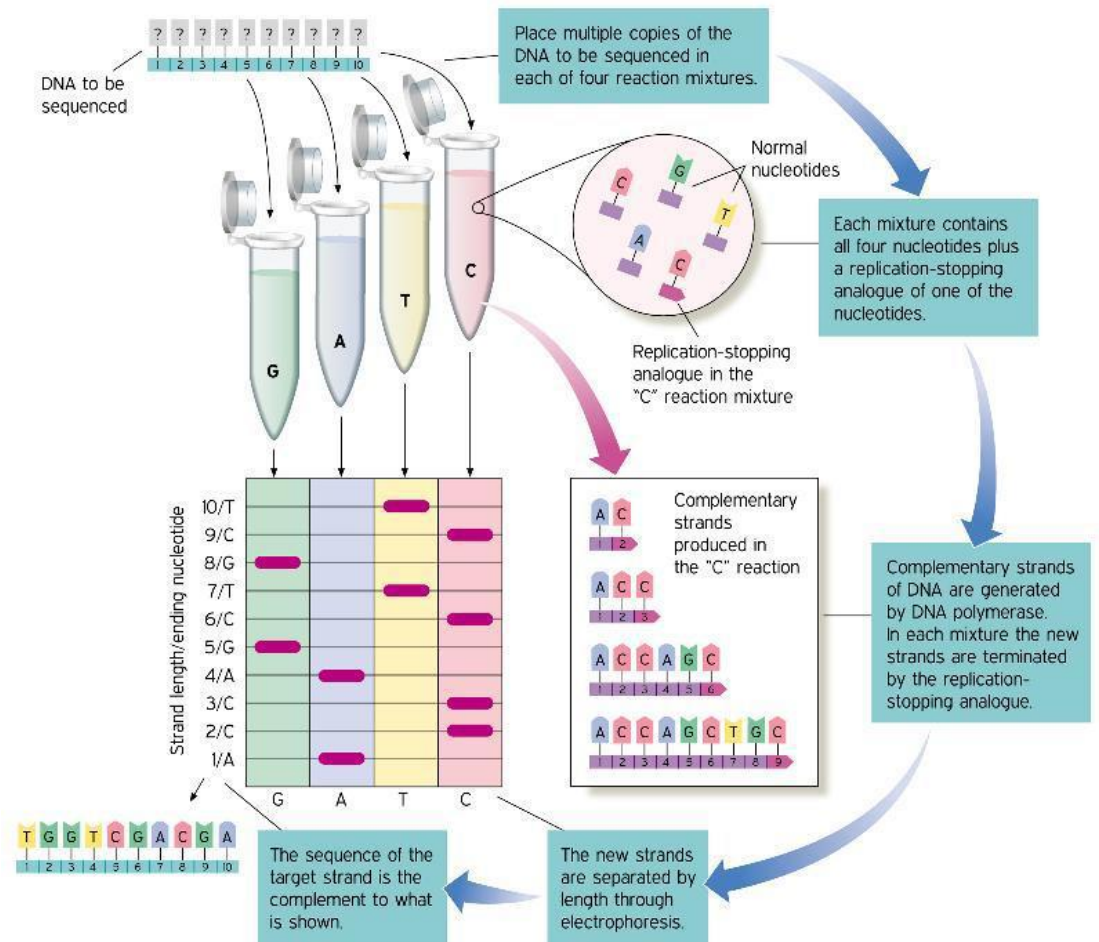 ? ? ? ? ? ? ? ? ? ?
1 2 3 4 5 6 7 8 9 10
DNA to be
sequenced
Place multiple copies of the
DNA to be sequenced in
each of four reaction mixtures.
G
A
T
C
C
G
T
A
C
Normal
nucleotides
Replication-stopping
analogue in the
"C" reaction mixture
Each mixture contains
all four nucleotides plus
a replication-stopping
analogue of one of the
nucleotides.
Strand length/ending nucleotide
10/T
9/C
8/G
7/T
6/C
5/G
4/A
3/C
2/C
1/A
G A T C
Complementary
strands
produced in
the "C" reaction
A C
1 2
A C C
1 2 3
A C C A G C
1 2 3 4 5 6
A C C A G C T G C
1 2 3 4 5 6 7 8 9
Complementary strands
of DNA are generated
by DNA polymerase.
In each mixture the new
strands are terminated
by the replication-
stopping analogue.
The new strands
are separated by
length through
electrophoresis.
The sequence of the
target strand is the
complement to what
is shown.
T G G T C G A C G A
1 2 3 4 5 6 7 8 9 10